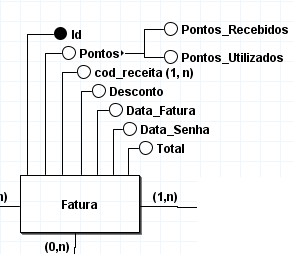 Id
Pontos_Recebidos
Pontos
Pontos_Utilizados
cod_receita (1, n)
Desconto
Data_Fatura
Data_Senha
Total
n)
Fatura
(1,n)
(0,n)